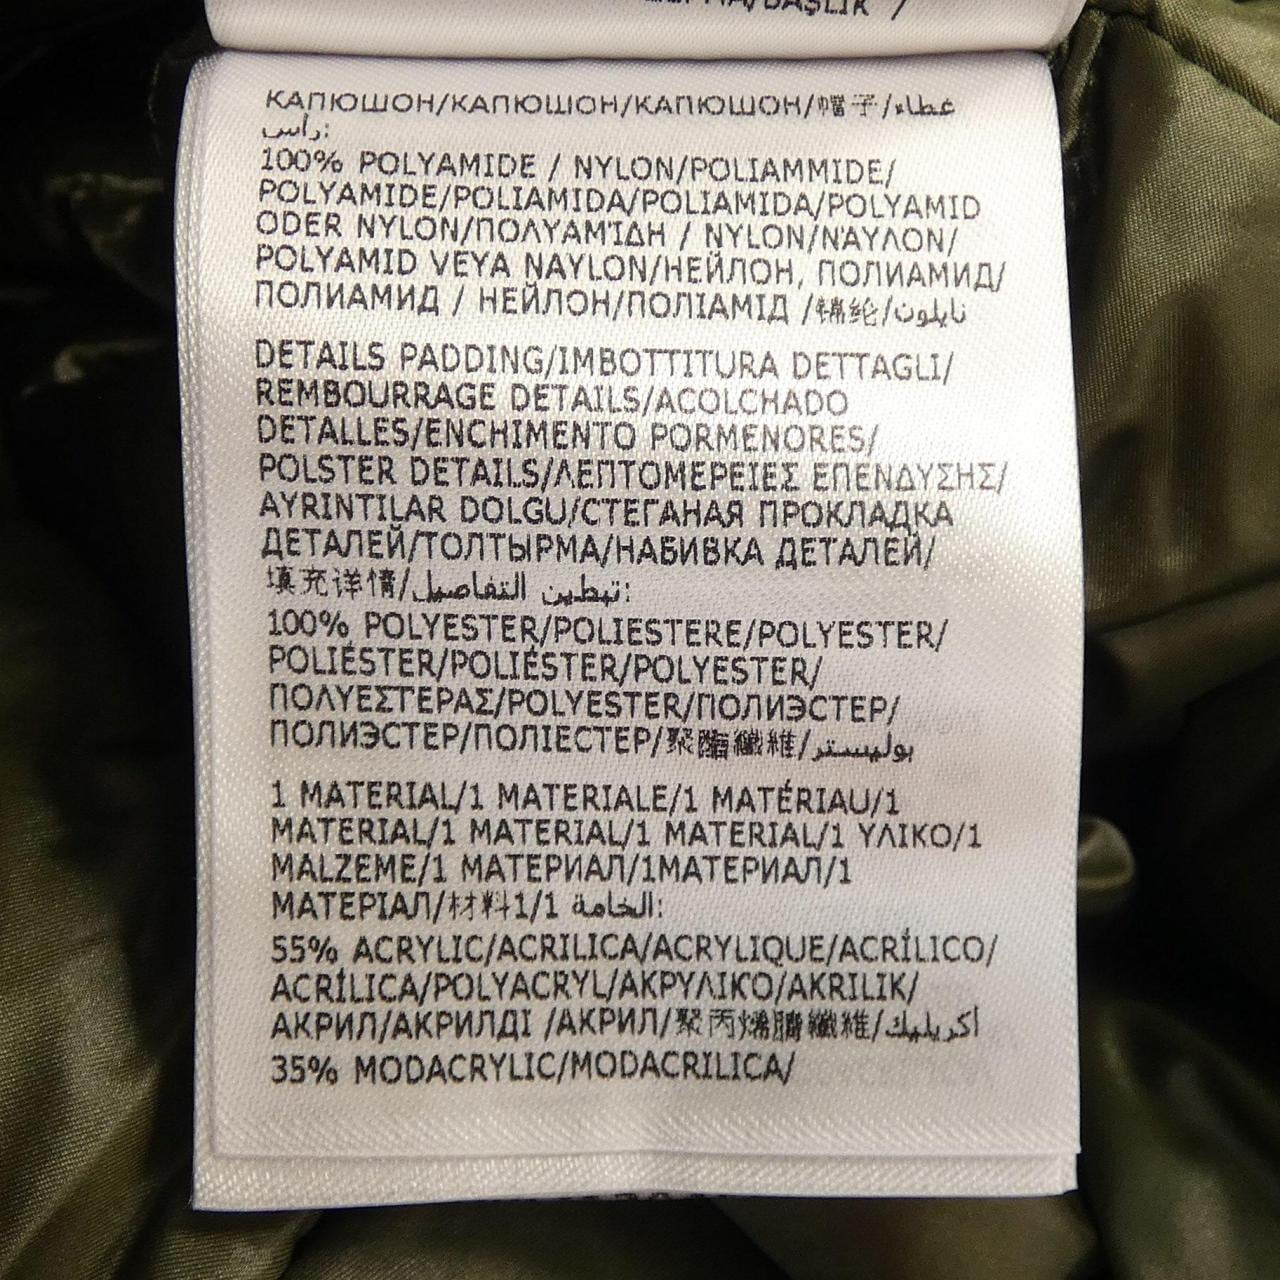 /BAŞLIK /
КАПЮШОН/КАПЮШОН/КАПЮШОН/帽子/غطاء
رأس:
100% POLYAMIDE / NYLON/POLIAMMIDE/
POLYAMIDE/POLIAMIDA/POLIAMIDA/POLYAMID
ODER NYLON/ΠΟΛΥΑΜΊΔΗ / NYLON/ΝΆΥΛΟΝ/
POLYAMID VEYA NAYLON/НЕЙЛОН, ПОЛИАМИД/
ПОЛИАМИД / НЕЙЛОН/ПОЛІАМІД /锦纶/نايلون
DETAILS PADDING/IMBOTTITURA DETTAGLI/
REMBOURRAGE DETAILS/ACOLCHADO
DETALLES/ENCHIMENTO PORMENORES/
POLSTER DETAILS/ΛΕΠΤΟΜΕΡΕΙΕΣ ΕΠΕΝΔΥΣΗΣ/
AYRINTILAR DOLGU/СТЕГАНАЯ ПРОКЛАДКА
ДЕТАЛЕЙ/ТОЛТЫРМА/НАБИВКА ДЕТАЛЕЙ/
填充详情/تبطين التفاصيل:
100% POLYESTER/POLIESTERE/POLYESTER/
POLIÉSTER/POLIÉSTER/POLYESTER/
ΠΟΛΥΕΣΤΕΡΑΣ/POLYESTER/ПОЛИЭСТЕР/
ПОЛИЭСТЕР/ПОЛІЕСТЕР/聚酯纖維/بوليستر
1 MATERIAL/1 MATERIALE/1 MATÉRIAU/1
MATERIAL/1 MATERIAL/1 MATERIAL/1 ΥΛΙΚΟ/1
MALZEME/1 МАТЕРИАЛ/1МАТЕРИАЛ/1
МАТЕРІАЛ/材料1/1 الخامة:
55% ACRYLIC/ACRILICA/ACRYLIQUE/ACRÍLICO/
ACRÍLICA/POLYACRYL/ΑΚΡΥΛΙΚΟ/AKRILIK/
АКРИЛ/АКРИЛДІ /АКРИЛ/聚丙烯腈纖維/أكريليك
35% MODACRYLIC/MODACRILICA/